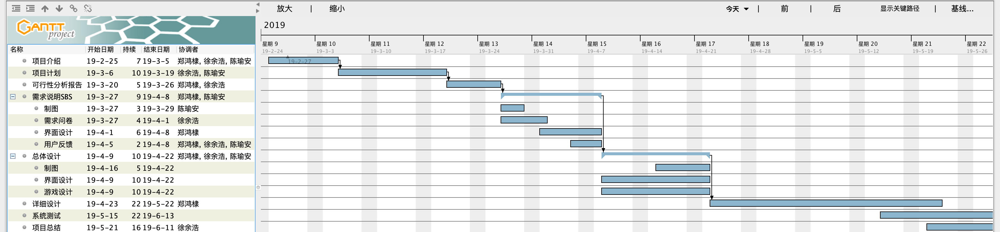 放大 | 缩小 今天 | 前 | 后 显示关键路径 | 基线...
GANTT project
2019
星期 9 星期 10 星期 11 星期 12 星期 13 星期 14 星期 15 星期 16 星期 17 星期 18 星期 19 星期 20 星期 21 星期 22
19-2-24 19-3-3 19-3-10 19-3-17 19-3-24 19-3-31 19-4-7 19-4-14 19-4-21 19-4-28 19-5-5 19-5-12 19-5-19 19-5-26
名称 开始日期 持续 结束日期 协调者
项目介绍 19-2-25 7 19-3-5 郑鸿棣, 徐余浩, 陈瑜安 19-2-27
项目计划 19-3-6 10 19-3-19 徐余浩, 陈瑜安
可行性分析报告 19-3-20 5 19-3-26 郑鸿棣, 徐余浩
需求说明SBS 19-3-27 9 19-4-8 郑鸿棣, 陈瑜安
制图 19-3-27 3 19-3-29 陈瑜安
需求问卷 19-3-27 4 19-4-1 徐余浩
界面设计 19-4-1 6 19-4-8 郑鸿棣
用户反馈 19-4-5 2 19-4-8 郑鸿棣, 徐余浩, 陈瑜安
总体设计 19-4-9 10 19-4-22 郑鸿棣, 徐余浩, 陈瑜安
制图 19-4-16 5 19-4-22
界面设计 19-4-9 10 19-4-22
游戏设计 19-4-9 10 19-4-22
详细设计 19-4-23 22 19-5-22 郑鸿棣
系统测试 19-5-15 22 19-6-13
项目总结 19-5-21 16 19-6-11 徐余浩